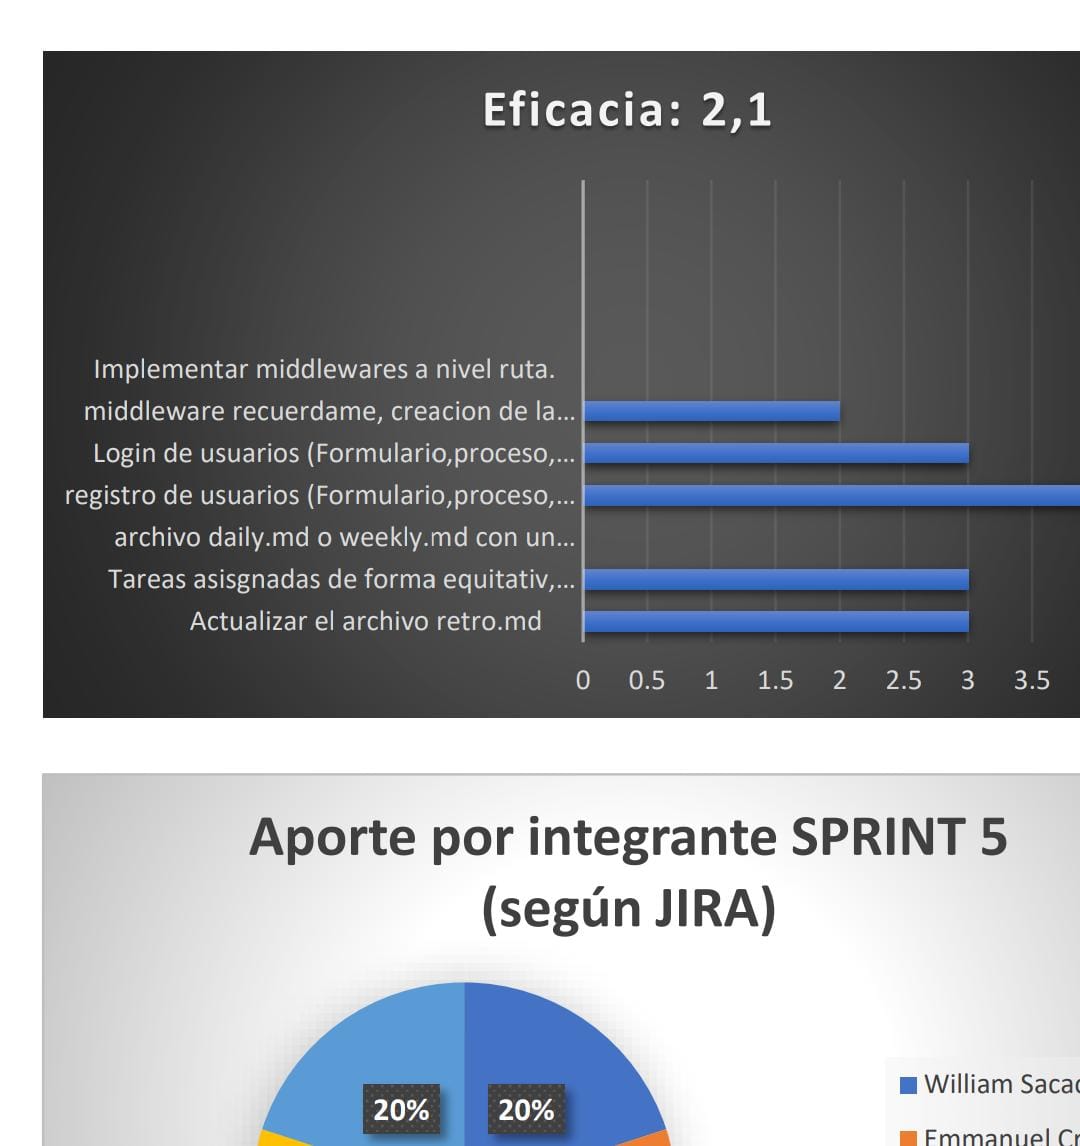 Eficacia: 2,1
Implementar middlewares a nivel ruta.
middleware recuerdame, creacion de la...
Login de usuarios (Formulario,proceso,...
registro de usuarios (Formulario,proceso,...
archivo daily.md o weekly.md con un...
Tareas asisgnadas de forma equitativ,...
Actualizar el archivo retro.md
0 0.5 1 1.5 2 2.5 3 3.5
Aporte por integrante SPRINT 5
(según JIRA)
20% 20%
William
Emmanuel